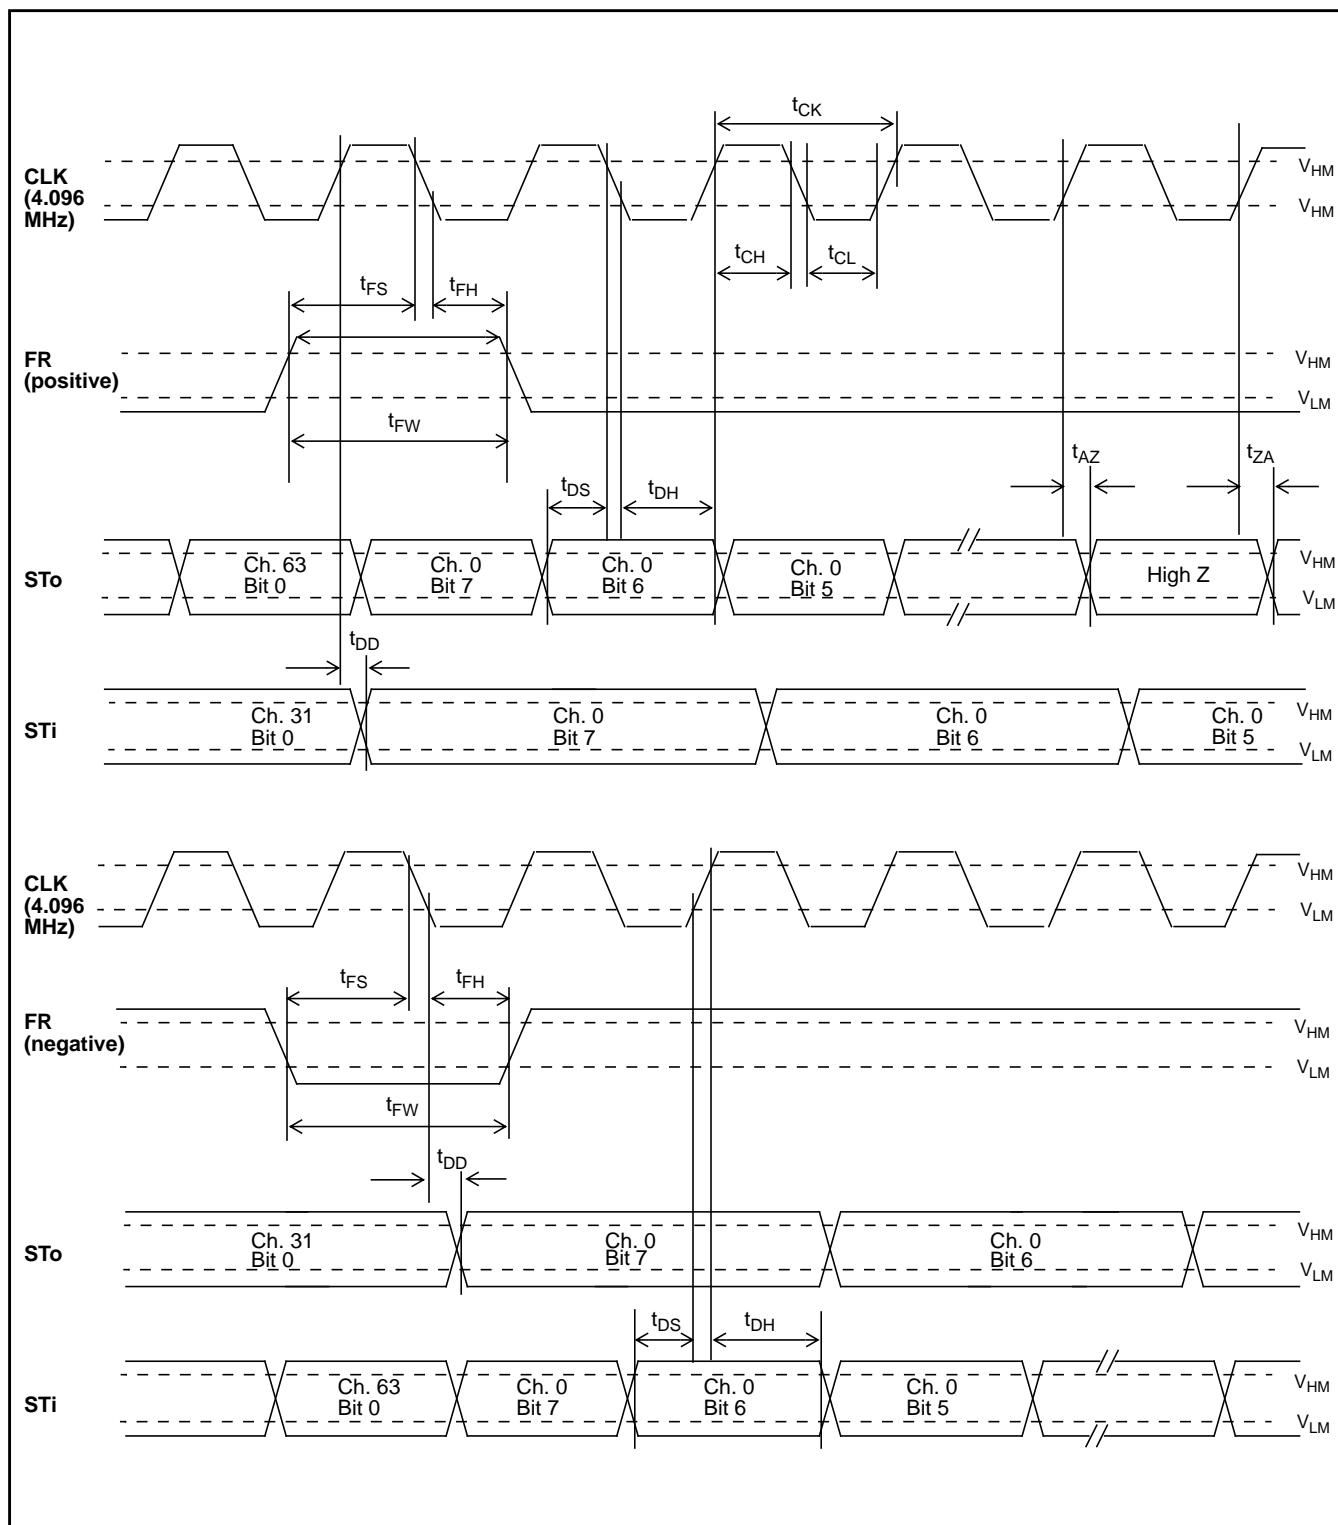 tCK
CLK
(4.096
MHz)
VHM
VHM
tCH
tCL
tFS
tFH
FR
(positive)
VHM
VLM
tFW
tAZ
tZA
tDS
tDH
STo
Ch. 63
Bit 0
Ch. 0
Bit 7
Ch. 0
Bit 6
Ch. 0
Bit 5
High Z
VHM
VLM
tDD
STi
Ch. 31
Bit 0
Ch. 0
Bit 7
Ch. 0
Bit 6
Ch. 0
Bit 5
VHM
VLM
CLK
(4.096
MHz)
VHM
VLM
tFS
tFH
FR
(negative)
VHM
VLM
tFW
tDD
STo
Ch. 31
Bit 0
Ch. 0
Bit 7
Ch. 0
Bit 6
VHM
VLM
tDS
tDH
STi
Ch. 63
Bit 0
Ch. 0
Bit 7
Ch. 0
Bit 6
Ch. 0
Bit 5
VHM
VLM